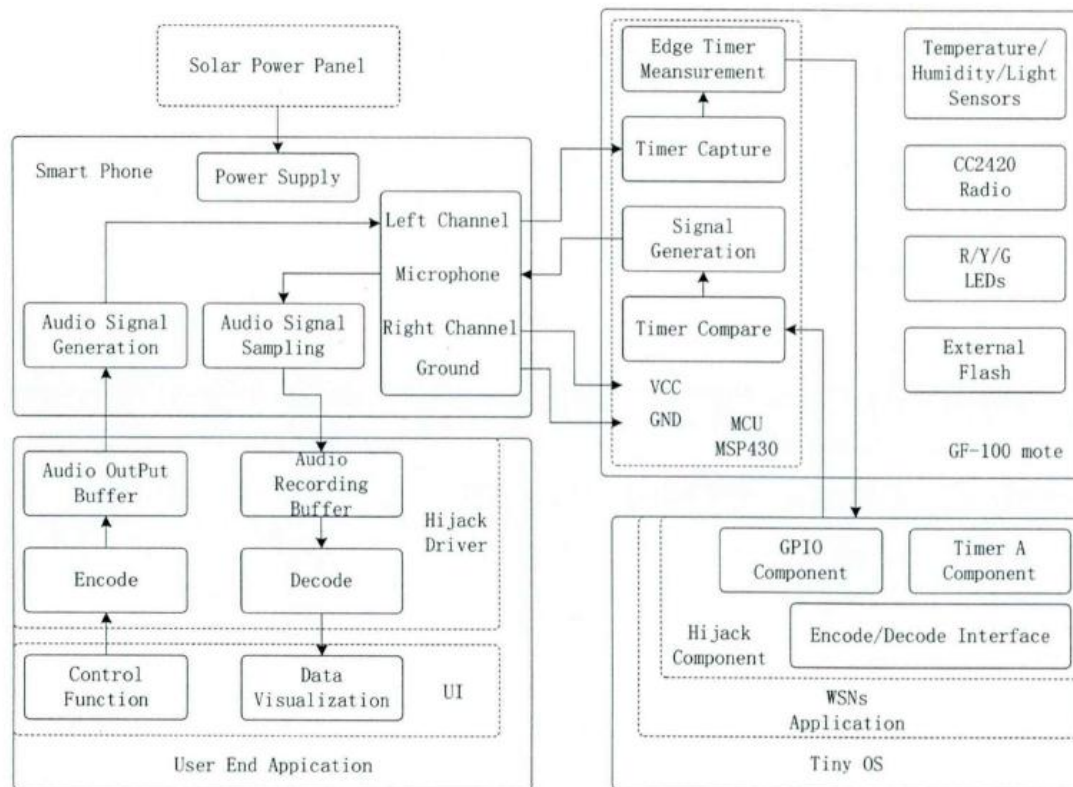 Solar Power Panel
Smart Phone
Power Supply
Left Channel
Microphone
Right Channel
Ground
Audio Signal
Generation
Audio Signal
Sampling
Audio OutPut
Buffer
Audio
Recording
Buffer
Hijack
Driver
Encode
Decode
Control
Function
Data
Visualization
UI
User End Appication
Edge Timer
Meansurement
Timer Capture
Signal
Generation
Timer Compare
VCC
GND
MCU
MSP430
Temperature/
Humidity/Light
Sensors
CC2420
Radio
R/Y/G
LEDs
External
Flash
GF-100 mote
GPIO
Component
Timer A
Component
Encode/Decode Interface
Hijack
Component
WSNs
Application
Tiny OS